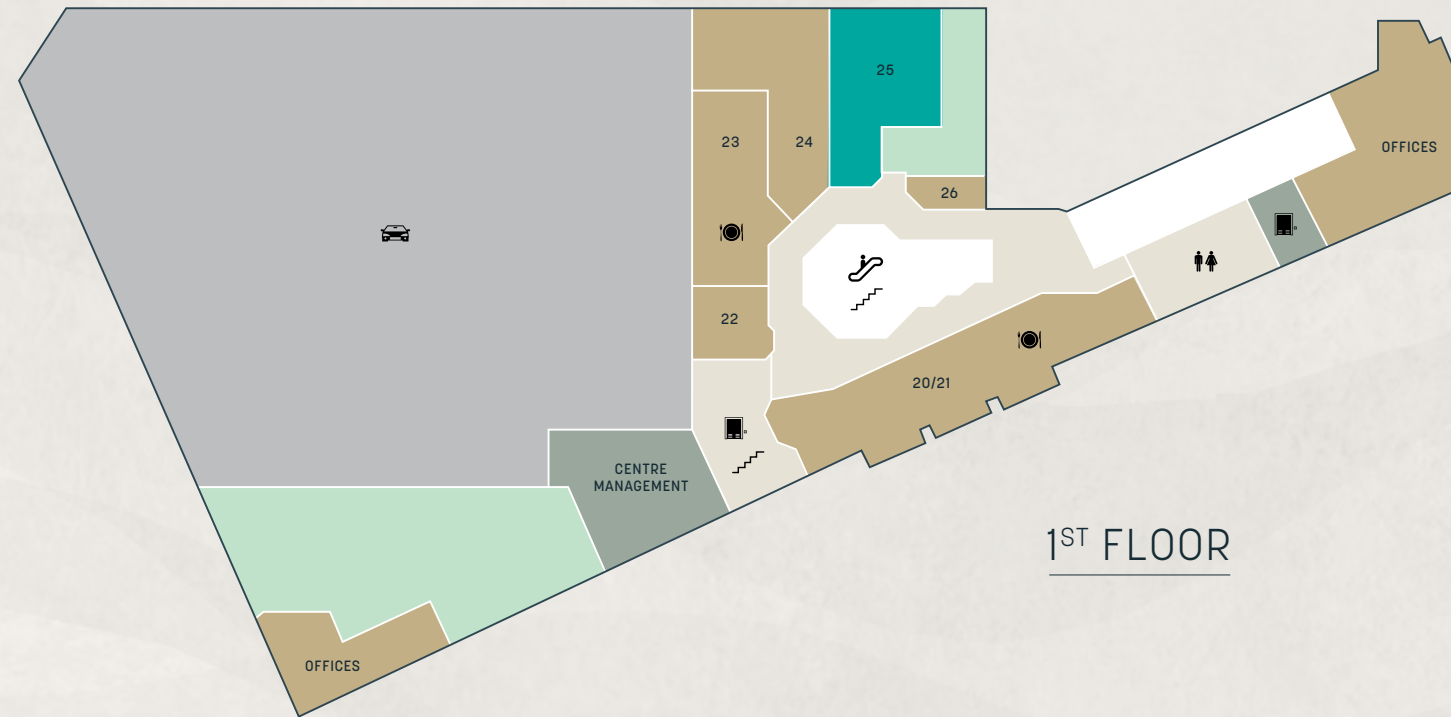 25
23
24
OFFICES
26
22
20/21
CENTRE
MANAGEMENT
1ST FLOOR
OFFICES